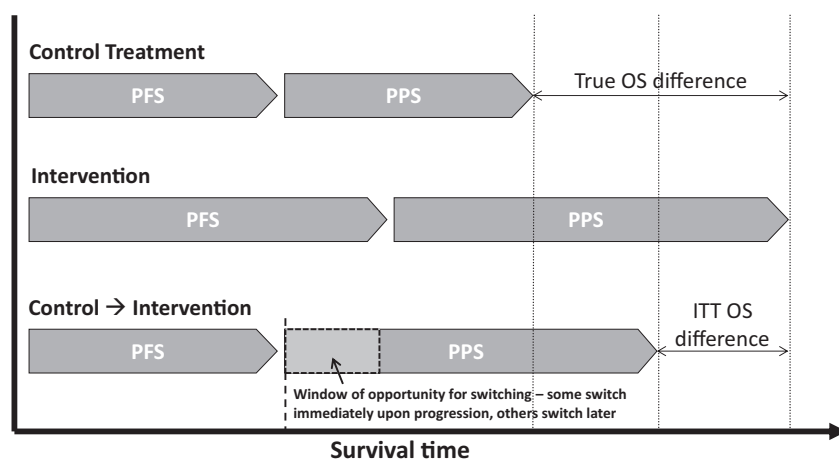 Control Treatment
PFS
PPS
True OS difference
Intervention
PFS
PPS
Control → Intervention
PFS
PPS
ITT OS
difference
Window of opportunity for switching – some switch
immediately upon progression, others switch later
Survival time